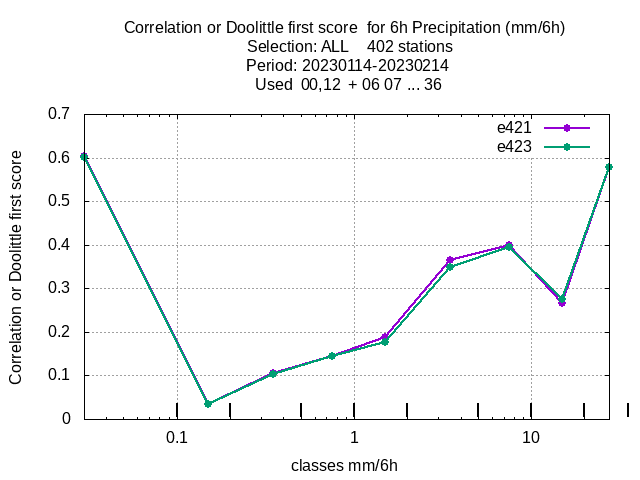 Correlation or Doolittle first score  for 6h Precipitation (mm/6h)
Selection: ALL    402 stations
Period: 20230114-20230214
Used  00,12  + 06 07 ... 36
e421
e423
0.7
0.6
0.5
0.4
0.3
0.2
0.1
0
Correlation or Doolittle first score
0.1 1 10
classes mm/6h